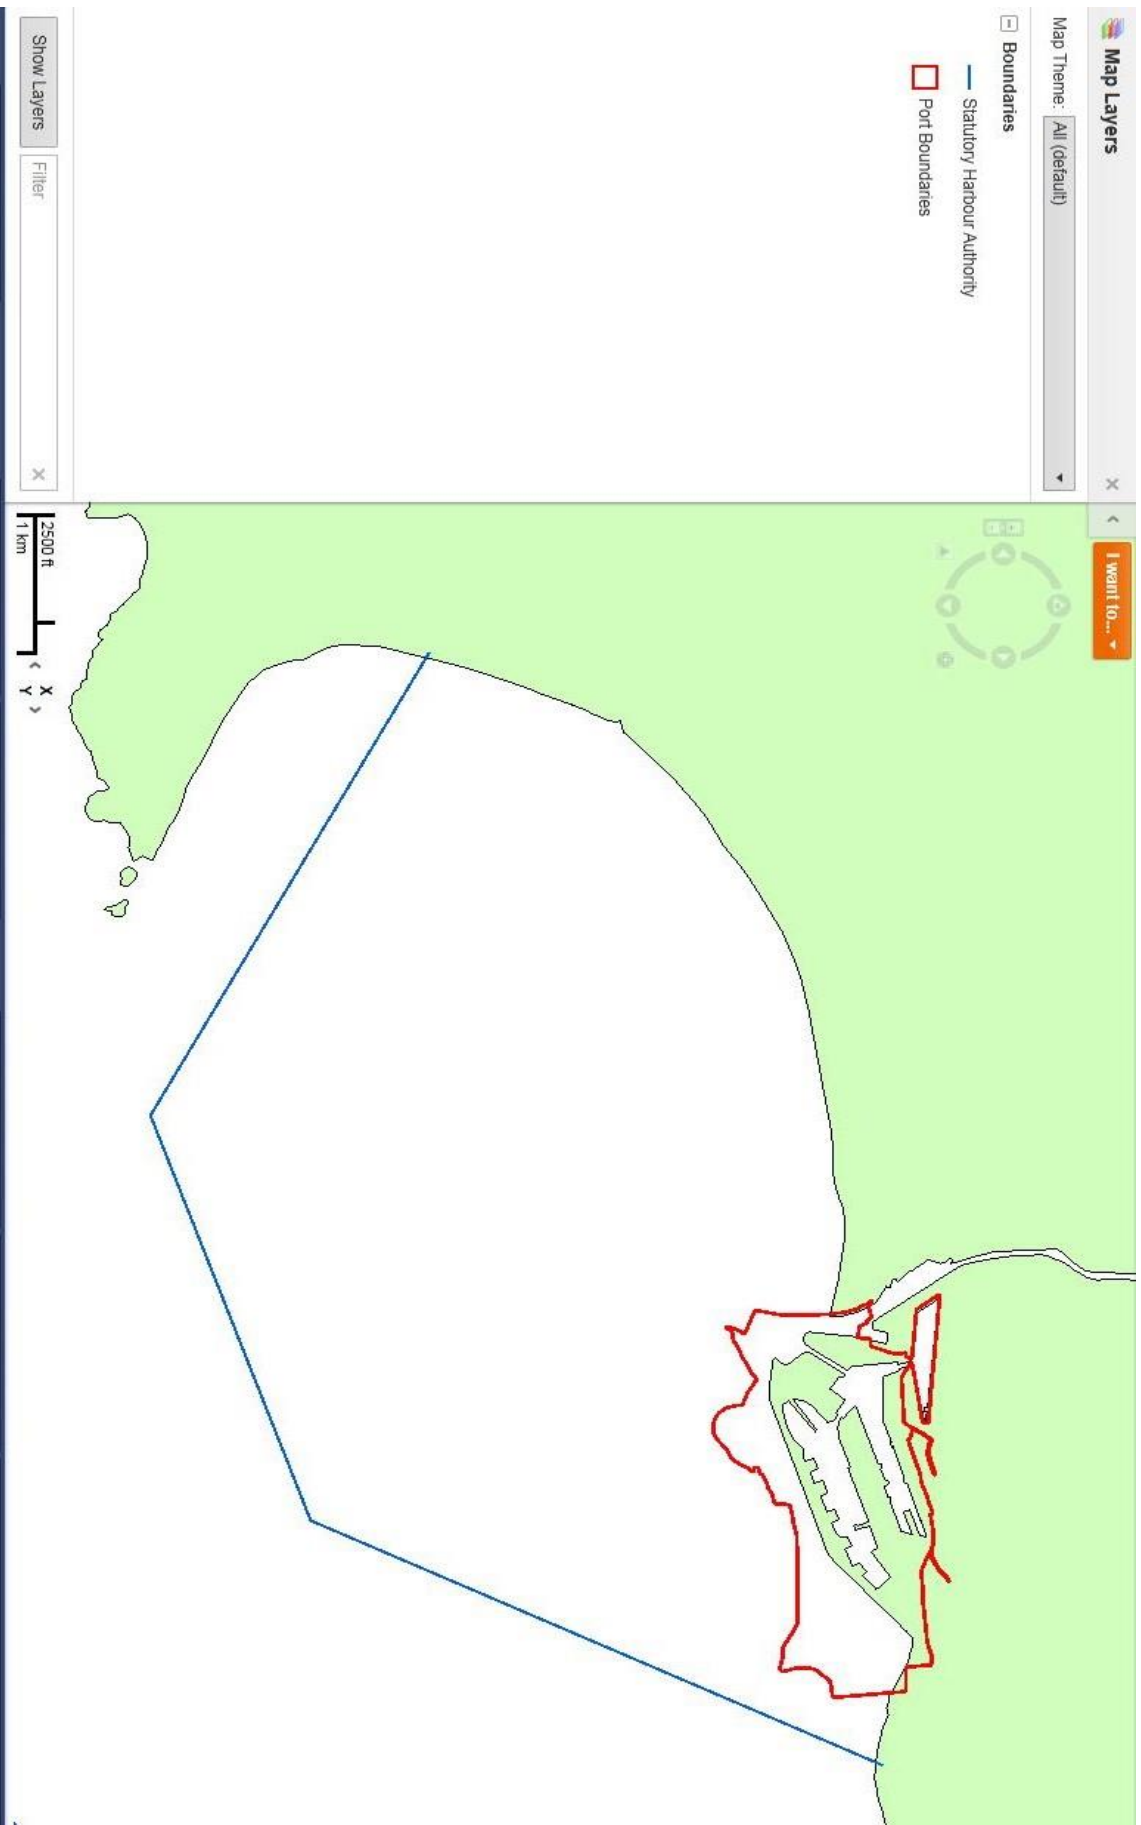 Map Layers
Map Theme: All (default)
Boundaries
Statutory Harbour Authority
Port Boundaries
Show Layers
Filter
I want to...
2500 ft
1 km
X
Y